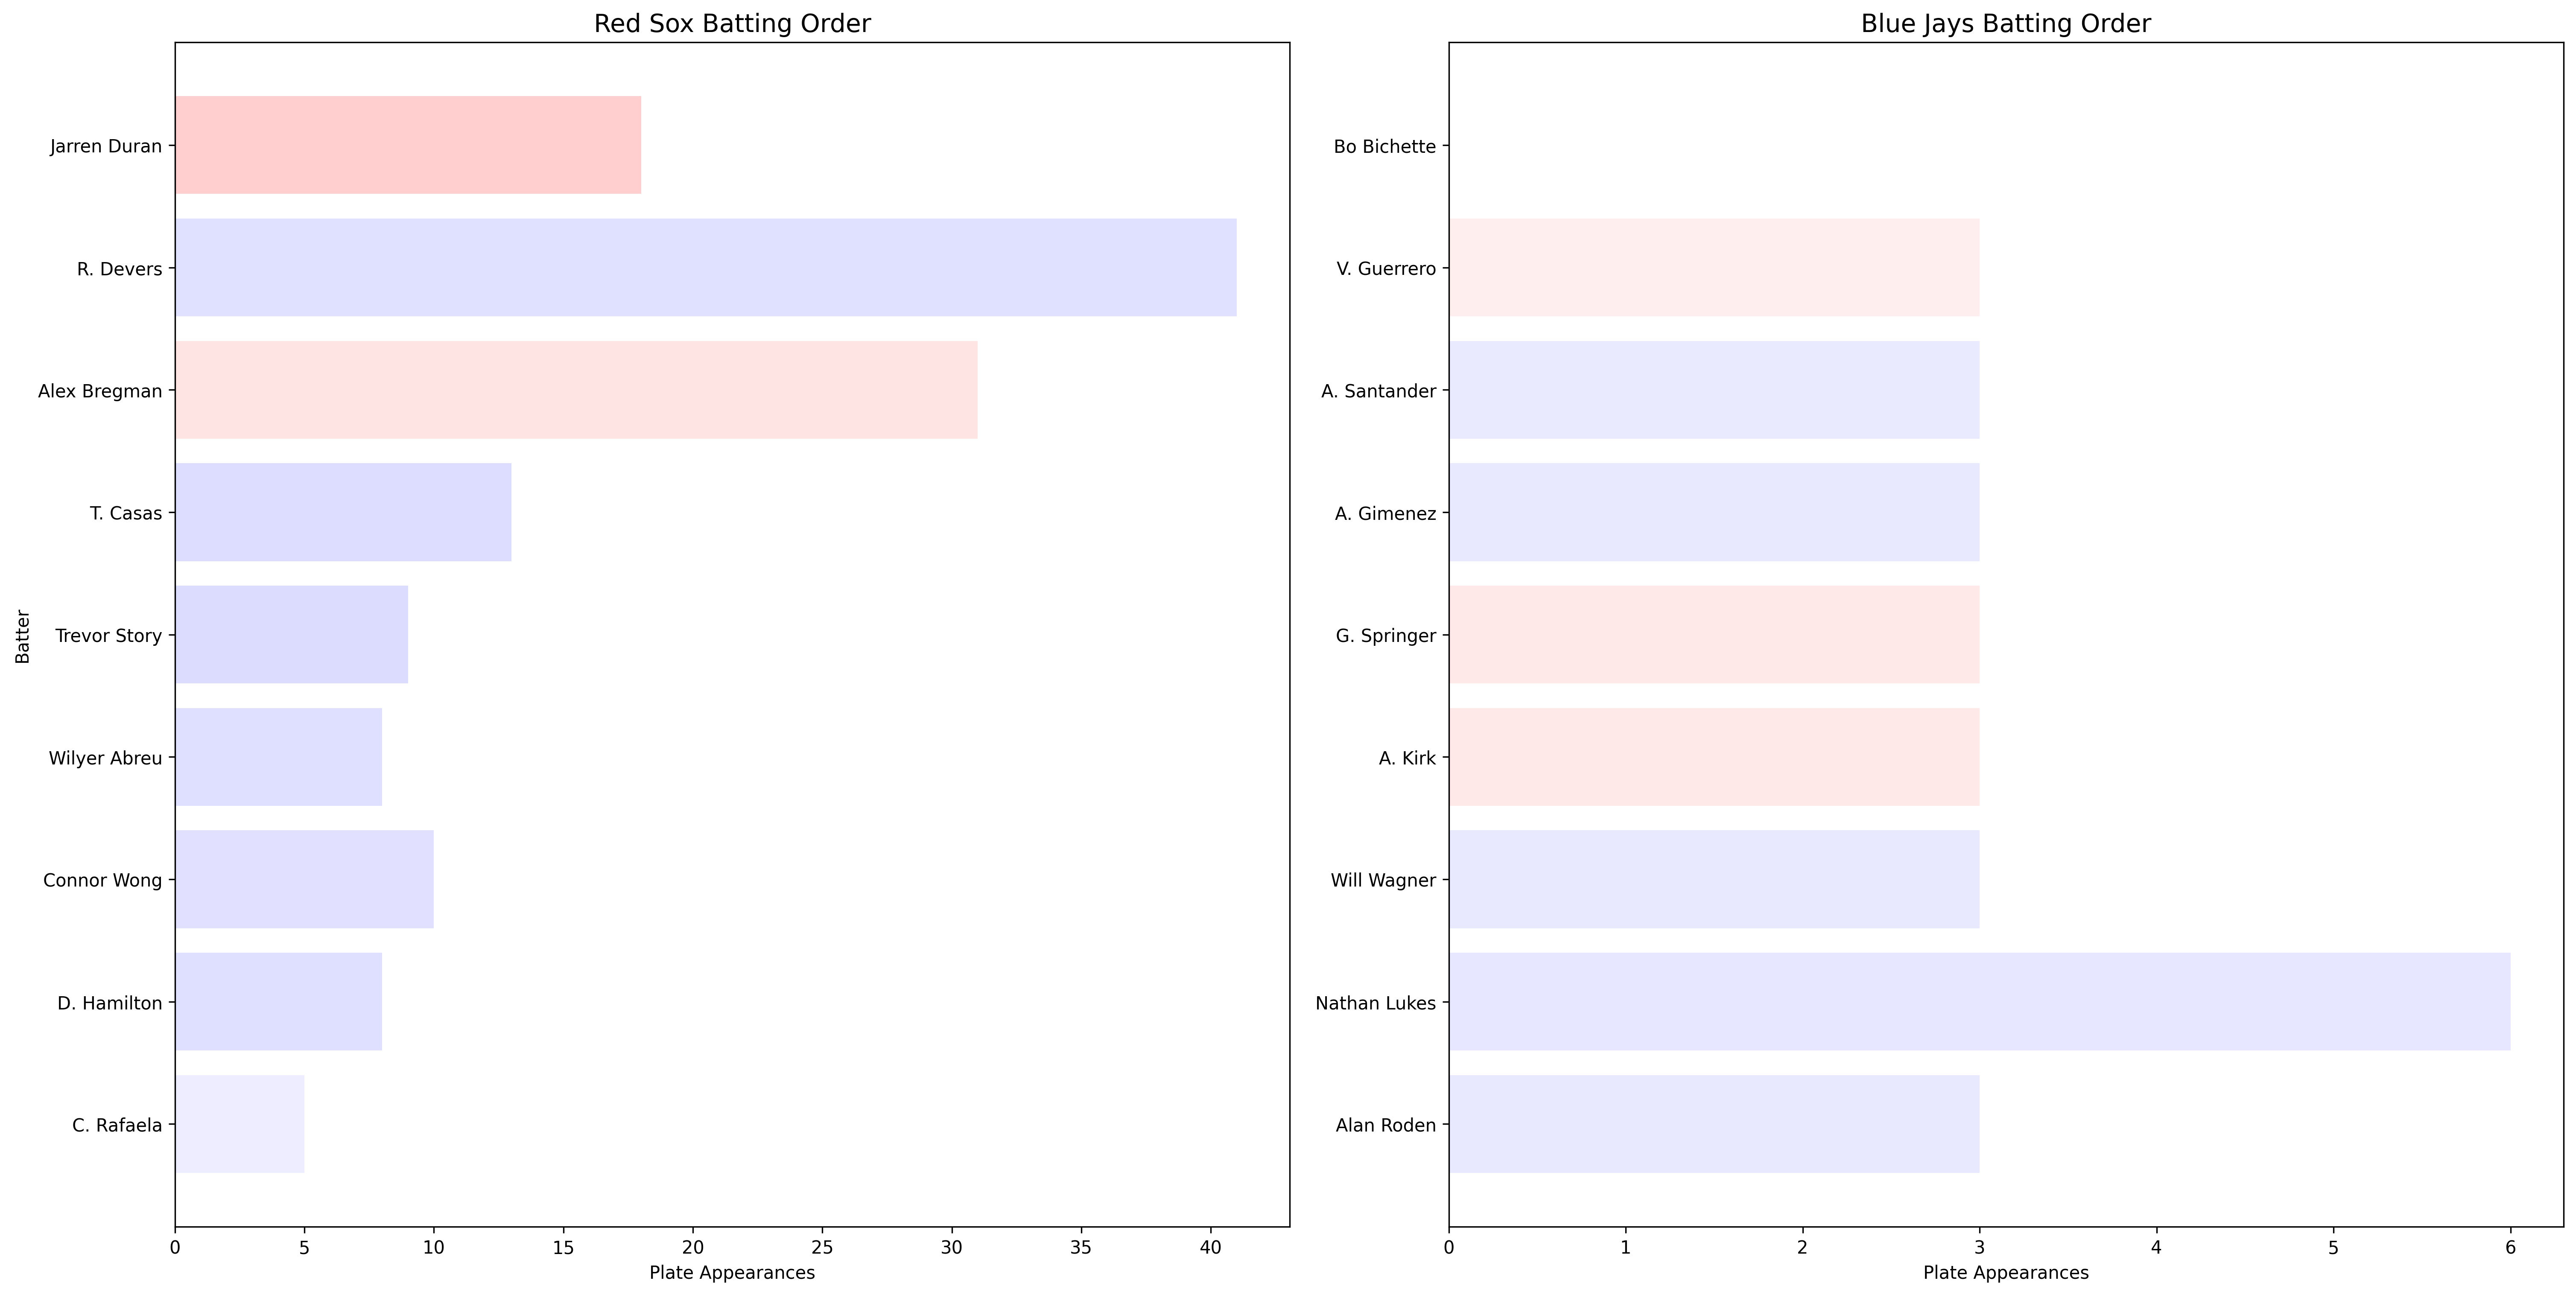 Red Sox Batting Order
Batter
Jarren Duran
R. Devers
Alex Bregman
T. Casas
Trevor Story
Wilyer Abreu
Connor Wong
D. Hamilton
C. Rafaela
0 5 10 15 20 25 30 35 40
Plate Appearances
Blue Jays Batting Order
Bo Bichette
V. Guerrero
A. Santander
A. Gimenez
G. Springer
A. Kirk
Will Wagner
Nathan Lukes
Alan Roden
0 1 2 3 4 5 6
Plate Appearances